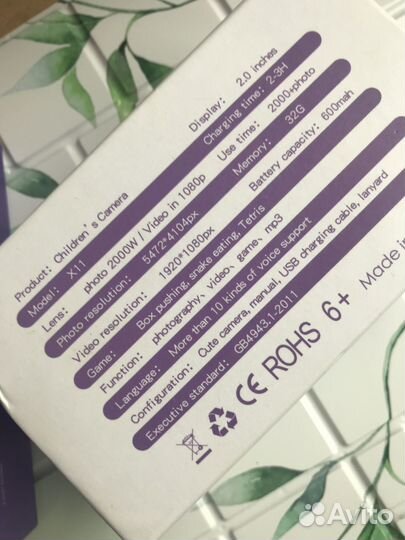 Product: Children's Camera Display: 2.0 inches
Model: X11 Charging time: 2-3H
Lens: photo 2000W / Video in 1080p Use time: 2000+photo
Photo resolution: 5472*4104px Memory: 32G
Video resolution: 1920*1080px Battery capacity: 600mah
Game: Box pushing, snake eating, Tetris
Function: photography, video, game, mp3
Language: More than 10 kinds of voice support
Configuration: Cute camera, manual, USB charging cable, lanyard
Executive standard: GB4943.1-2011
CE ROHS 6+ Made in
Avito